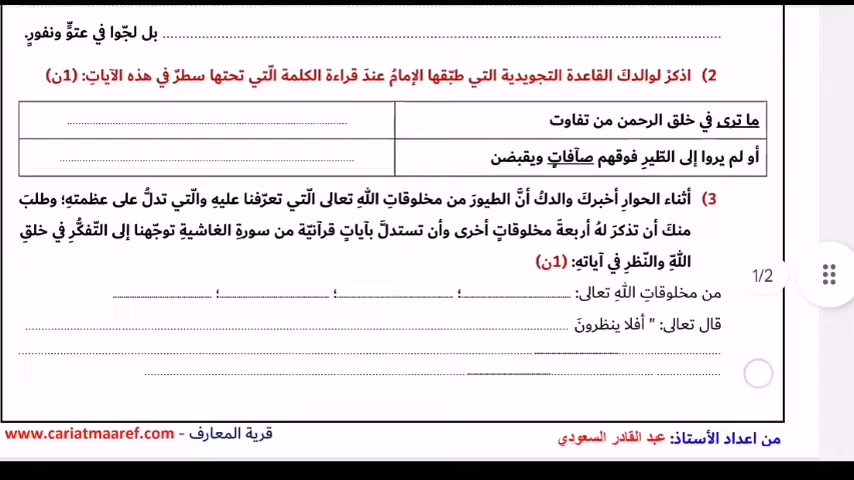 بل لجّوا في عتوٍّ ونفورٍ.
2) اذكرْ لوالدكَ القاعدة التجويدية التي طبّقها الإمامُ عندَ قراءة الكلمة الّتي تحتها سطرٌ في هذه الآياتِ: (1ن)
ما ترى في خلق الرحمن من تفاوت
أو لم يروا إلى الطّيرِ فوقهم صآفاتٍ ويقبضن
3) أثناء الحوارِ أخبركَ والدكُ أنَّ الطيورَ من مخلوقاتِ اللهِ تعالى الّتي تعرّفنا عليهِ والّتي تدلُّ على عظمتهِ؛ وطلبَ
منكَ أن تذكرَ لهُ أربعةَ مخلوقاتٍ أخرى وأن تستدلَّ بآياتٍ قرآنيّة من سورةِ الغاشيةِ توجّهنا إلى التّفكُّرِ في خلقِ
اللهِ والنّظرِ في آياتهِ: (1ن)
من مخلوقاتِ اللهِ تعالى: ؛ ؛ ؛
1/2
قال تعالى: " أفلا ينظرونَ
من اعداد الأستاذ: عبد القادر السعودي
قرية المعارف - www.cariatmaaref.com